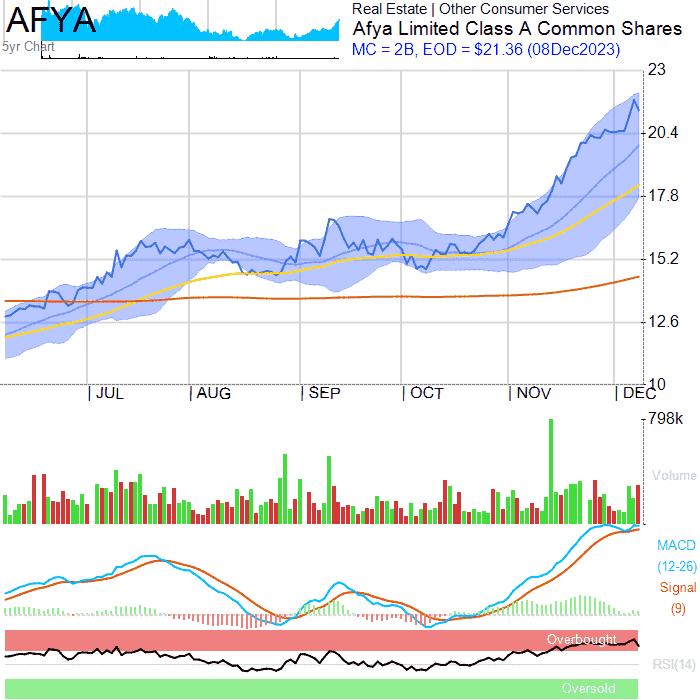 AFYA
5yr Chart
Real Estate | Other Consumer Services
Afya Limited Class A Common Shares
MC = 2B, EOD = $21.36 (08Dec2023)
23
20.4
17.8
15.2
12.6
10
JUL
AUG
SEP
OCT
NOV
DEC
798k
Volume
MACD
(12-26)
Signal
(9)
Overbought
RSI(14)
Oversold